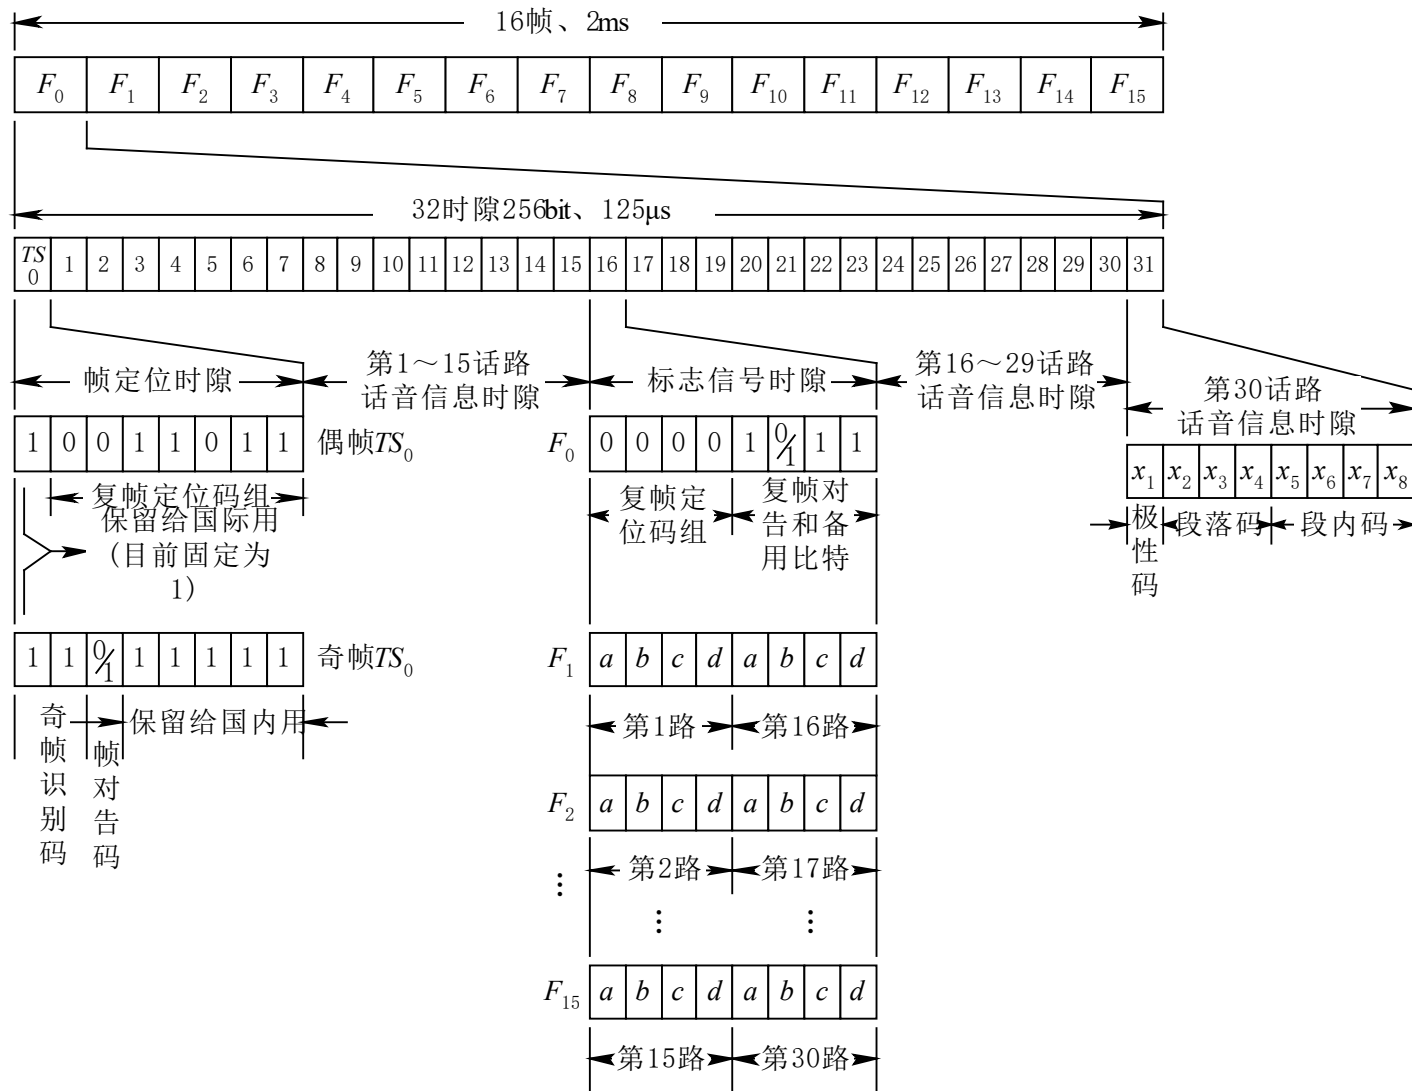 16帧、2ms
F0 F1 F2 F3 F4 F5 F6 F7 F8 F9 F10 F11 F12 F13 F14 F15
32时隙256bit、125μs
TS 0 1 2 3 4 5 6 7 8 9 10 11 12 13 14 15 16 17 18 19 20 21 22 23 24 25 26 27 28 29 30 31
帧定位时隙
第1～15话路
话音信息时隙
标志信号时隙
第16～29话路
话音信息时隙
第30话路
话音信息时隙
1 0 0 1 1 0 1 1 偶帧TS0
F0 0 0 0 0 1 0/1 1 1
x1 x2 x3 x4 x5 x6 x7 x8
复帧定位码组
保留给国际用
(目前固定为
1)
复帧定
位码组
复帧对
告和备
用比特
极性码
段落码
段内码
1 1 0/1 1 1 1 1 1 奇帧TS0
奇帧识别码
帧对告码
保留给国内用
F1 a b c d a b c d
第1路 第16路
F2 a b c d a b c d
第2路 第17路
⋮ ⋮ ⋮
F15 a b c d a b c d
第15路 第30路